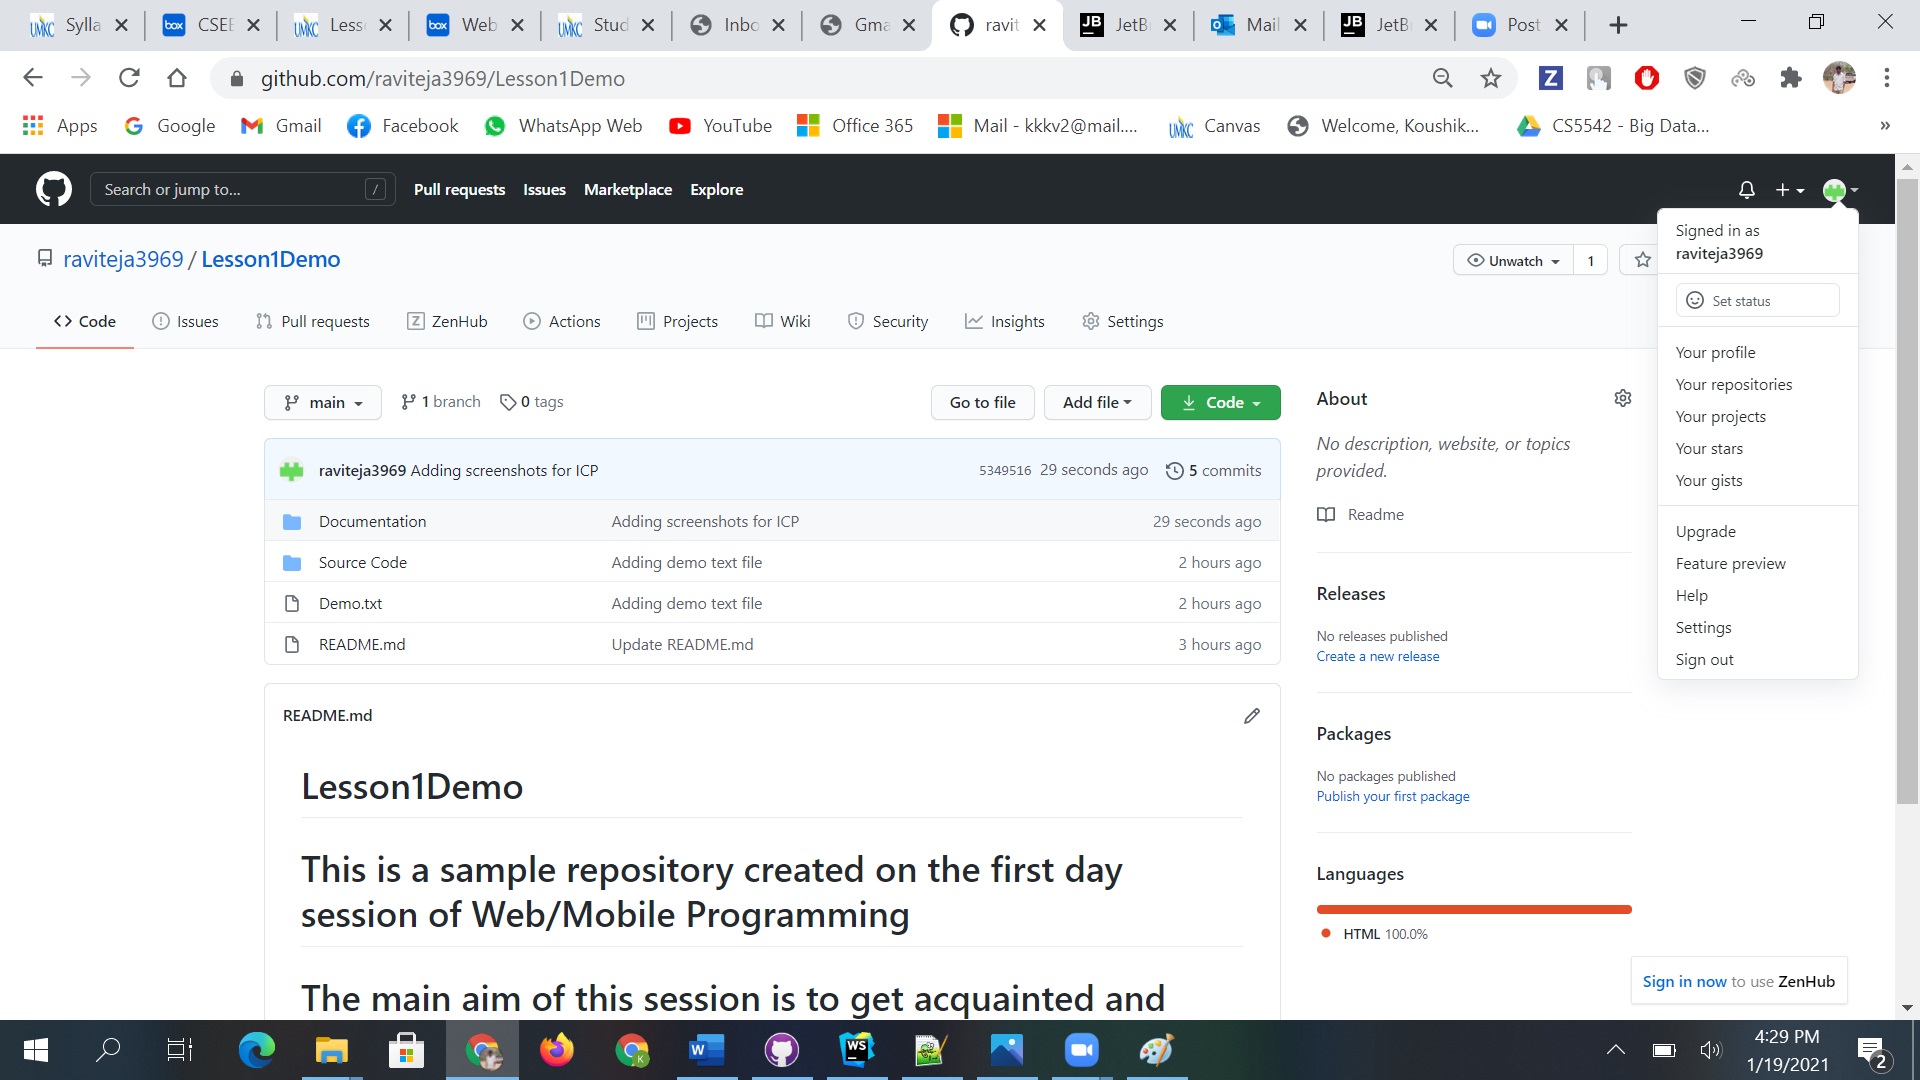 Sylla
CSEE
Less
Web
Stud
Inbo
Gma
ravit
JetB
Mail
JetB
Post
github.com/raviteja3969/Lesson1Demo
Apps
Google
Gmail
Facebook
WhatsApp Web
YouTube
Office 365
Mail - kkkv2@mail....
Canvas
Welcome, Koushik...
CS5542 - Big Data...
Search or jump to...
/
Pull requests
Issues
Marketplace
Explore
Signed in as
raviteja3969
Set status
Your profile
Your repositories
Your projects
Your stars
Your gists
Upgrade
Feature preview
Help
Settings
Sign out
raviteja3969 / Lesson1Demo
Unwatch
1
Code
Issues
Pull requests
ZenHub
Actions
Projects
Wiki
Security
Insights
Settings
main
1 branch
0 tags
Go to file
Add file
Code
raviteja3969 Adding screenshots for ICP
5349516 29 seconds ago
5 commits
Documentation
Adding screenshots for ICP
29 seconds ago
Source Code
Adding demo text file
2 hours ago
Demo.txt
Adding demo text file
2 hours ago
README.md
Update README.md
3 hours ago
README.md
Lesson1Demo
This is a sample repository created on the first day
session of Web/Mobile Programming
The main aim of this session is to get acquainted and
About
No description, website, or topics
provided.
Readme
Releases
No releases published
Create a new release
Packages
No packages published
Publish your first package
Languages
HTML 100.0%
Sign in now to use ZenHub
4:29 PM
1/19/2021
2